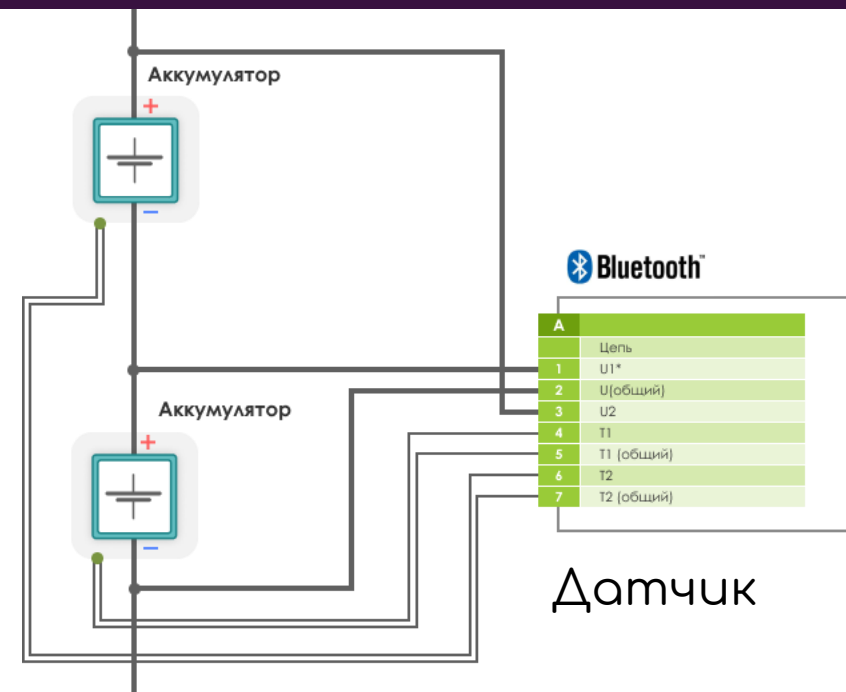 Аккумулятор
+
−
Bluetooth™
A
Цепь
1 U1*
2 U(общий)
3 U2
4 T1
5 T1 (общий)
6 T2
7 T2 (общий)
Аккумулятор
+
−
Датчик